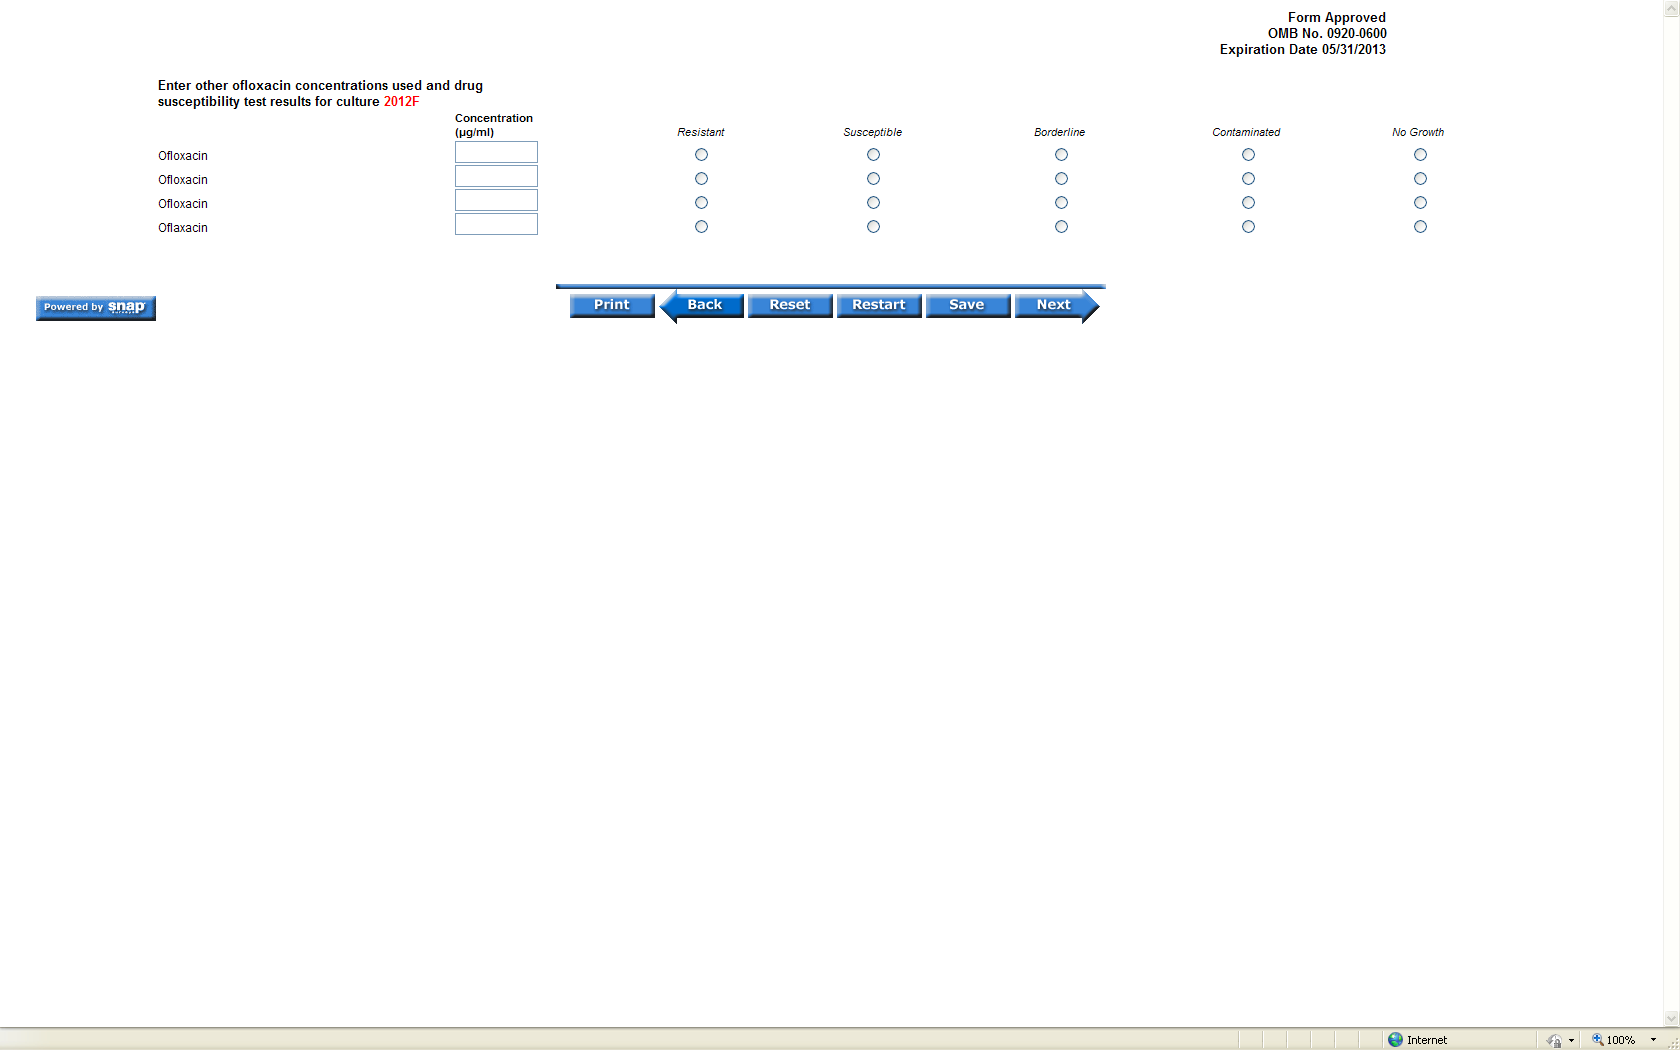 Form Approved
OMB No. 0920-0600
Expiration Date 05/31/2013
Enter other ofloxacin concentrations used and drug
susceptibility test results for culture 2012F
Concentration
(µg/ml)
Resistant Susceptible Borderline Contaminated No Growth
Ofloxacin
Ofloxacin
Ofloxacin
Oflaxacin
Powered by snap surveys
Print Back Reset Restart Save Next
Internet 100%